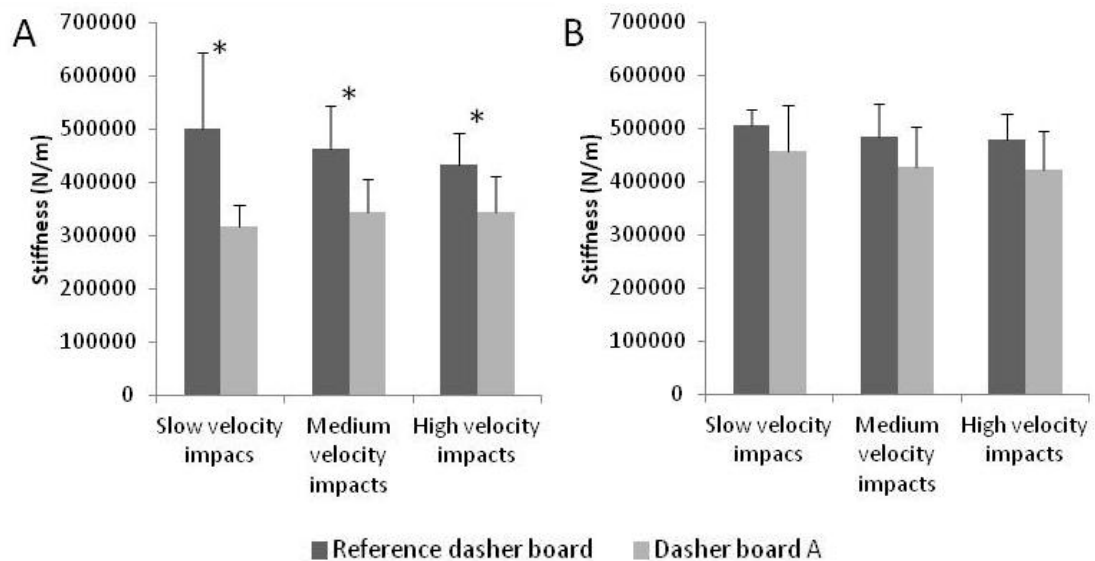 A
Stiffness (N/m)
700000
600000
500000
400000
300000
200000
100000
0
*
*
*
Slow velocity
impacs
Medium
velocity
impacts
High velocity
impacts
B
Stiffness (N/m)
700000
600000
500000
400000
300000
200000
100000
0
Slow velocity
impacs
Medium
velocity
impacts
High velocity
impacts
Reference dasher board
Dasher board A